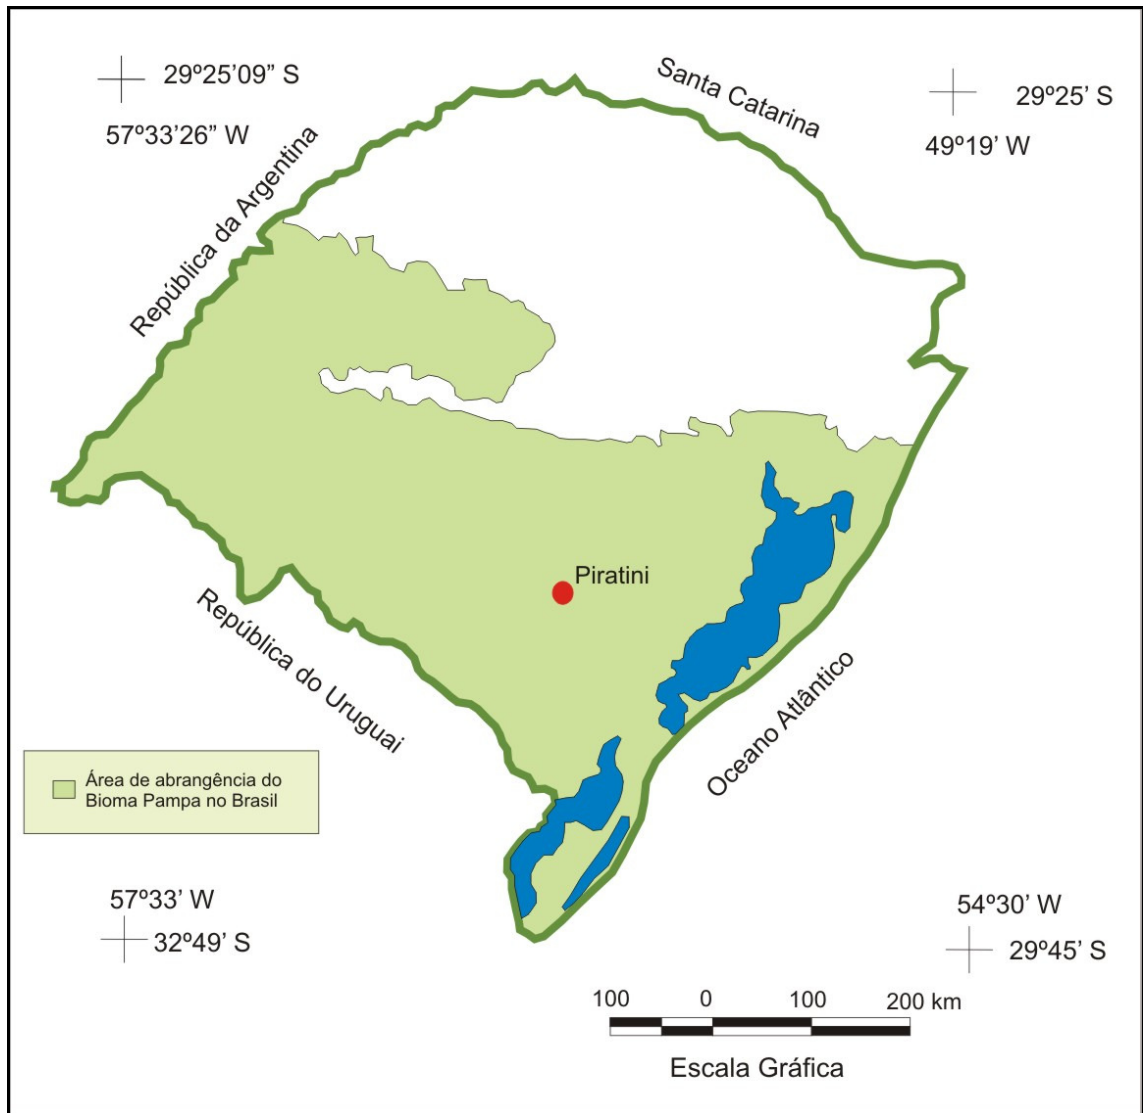 29º25'09” S
57º33'26” W
Santa Catarina
29º25’ S
49º19’ W
República da Argentina
Piratini
República do Uruguai
Oceano Atlântico
Área de abrangência do
Bioma Pampa no Brasil
57º33’ W
32º49’ S
54º30’ W
29º45’ S
100 0 100 200 km
Escala Gráfica